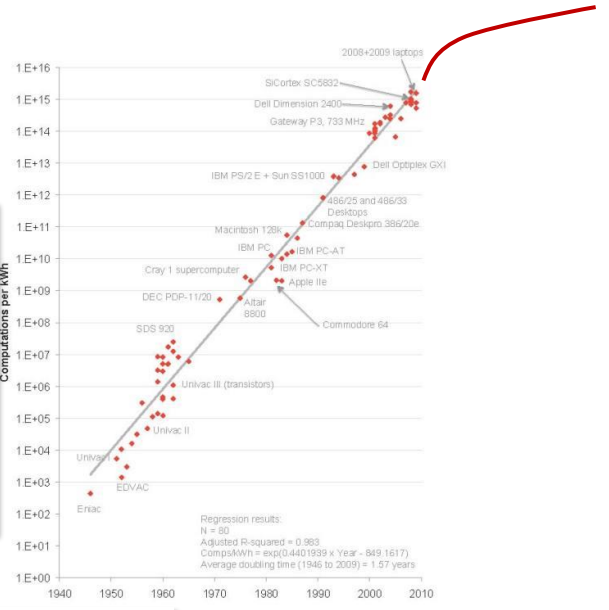 2008+2009 laptops
1.E+16
SiCortex SC5832
1.E+15
Dell Dimension 2400
1.E+14
Gateway P3, 733 MHz
1.E+13
Dell Optiplex GXI
IBM PS/2 E + Sun SS1000
1.E+12
486/25 and 486/33
Desktops
1.E+11
Compaq Deskpro 386/20e
Macintosh 128k
IBM PC
IBM PC-AT
1.E+10
IBM PC-XT
Cray 1 supercomputer
Apple IIe
1.E+09
DEC PDP-11/20
Altair
8800
1.E+08
Commodore 64
SDS 920
1.E+07
1.E+06
Univac III (transistors)
1.E+05
Univac II
1.E+04
Univac I
1.E+03
EDVAC
1.E+02
Eniac
1.E+01
1.E+00
Regression results:
N = 80
Adjusted R-squared = 0.983
Comps/kWh = exp(0.4401939 x Year - 849.1617)
Average doubling time (1946 to 2009) = 1.57 years
1940 1950 1960 1970 1980 1990 2000 2010
Computations per kWh